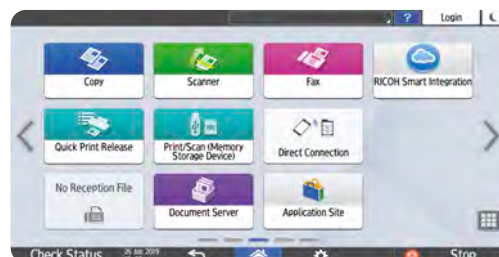 ? Login
Copy
Scanner
Fax
RICOH Smart Integration
Quick Print Release
Print/Scan (Memory
Storage Device)
Direct Connection
No Reception File
Document Server
Application Site
Check Status
Stop